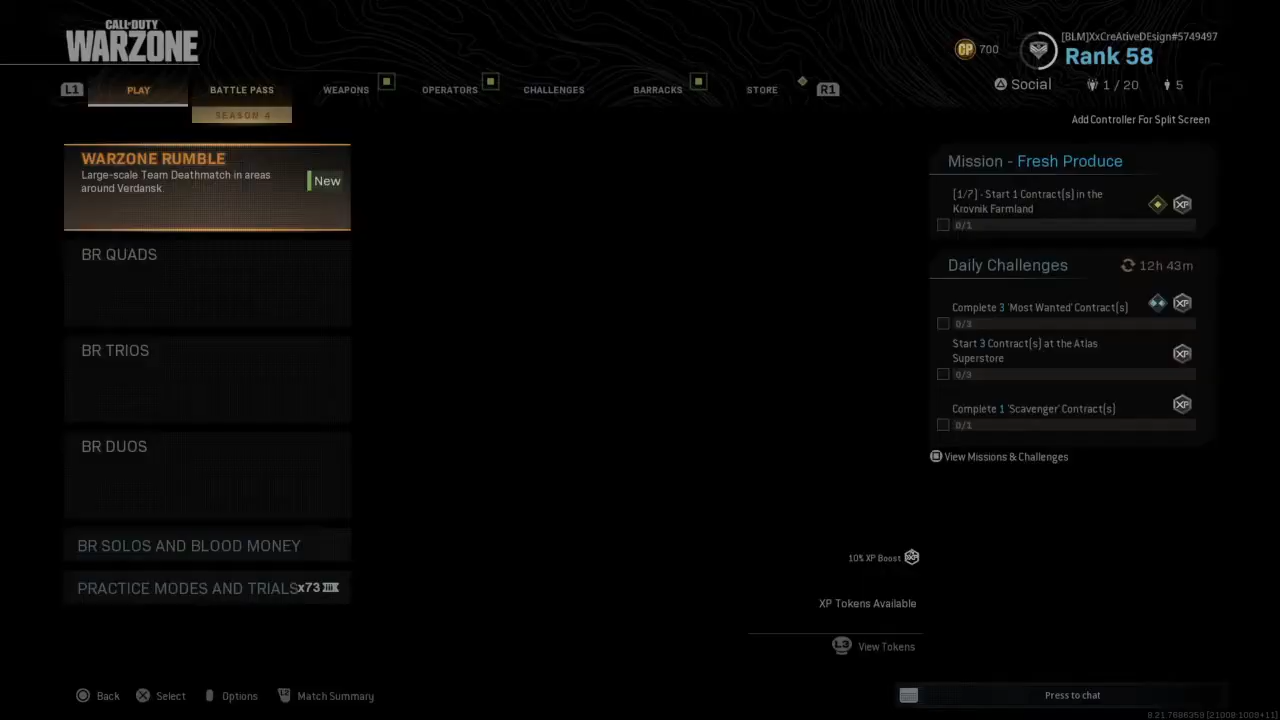 CALL OF DUTY
WARZONE
CP 700
[BLM]XxCreAtiveDEsign#5749497
Rank 58
Social
1 / 20
5
L1
PLAY
BATTLE PASS
SEASON 4
WEAPONS
OPERATORS
CHALLENGES
BARRACKS
STORE
R1
Add Controller For Split Screen
WARZONE RUMBLE
Large-scale Team Deathmatch in areas
around Verdansk.
New
BR QUADS
BR TRIOS
BR DUOS
BR SOLOS AND BLOOD MONEY
PRACTICE MODES AND TRIALS
x73
Mission - Fresh Produce
[1/7] - Start 1 Contract(s) in the
Krovnik Farmland
XP
0/1
Daily Challenges
12h 43m
Complete 3 'Most Wanted' Contract(s)
XP
0/3
Start 3 Contract(s) at the Atlas
Superstore
XP
0/3
Complete 1 'Scavenger' Contract(s)
XP
0/1
View Missions & Challenges
10% XP Boost
XP Tokens Available
L3
View Tokens
Back
Select
Options
L2
Match Summary
Press to chat